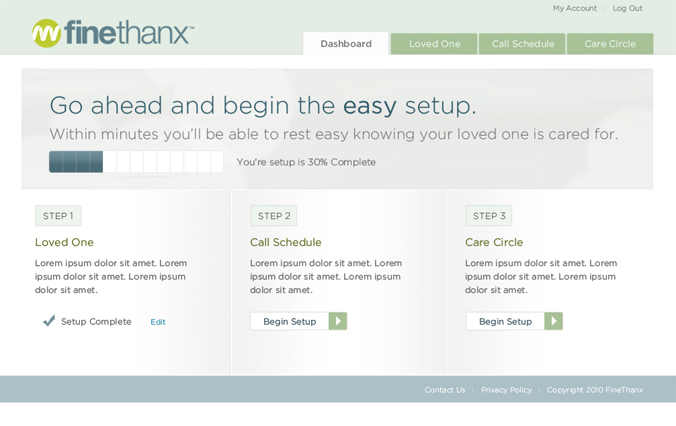 My Account | Log Out
finethanx™
Dashboard
Loved One
Call Schedule
Care Circle
Go ahead and begin the easy setup.
Within minutes you'll be able to rest easy knowing your loved one is cared for.
You're setup is 30% Complete
STEP 1
Loved One
Lorem ipsum dolor sit amet. Lorem
ipsum dolor sit amet. Lorem ipsum
dolor sit amet.
Setup Complete Edit
STEP 2
Call Schedule
Lorem ipsum dolor sit amet. Lorem
ipsum dolor sit amet. Lorem ipsum
dolor sit amet.
Begin Setup
STEP 3
Care Circle
Lorem ipsum dolor sit amet. Lorem
ipsum dolor sit amet. Lorem ipsum
dolor sit amet.
Begin Setup
Contact Us | Privacy Policy | Copyright 2010 FineThanx